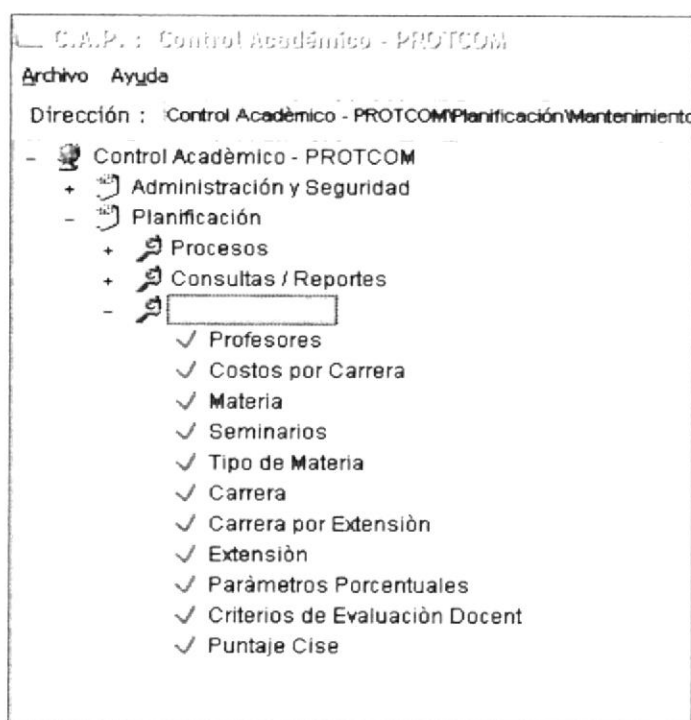 C.A.P. : Control Académico - PROTCOM
Archivo Ayuda
Dirección : Control Acadèmico - PROTCOM\Planificación\Mantenimiento
- Control Acadèmico - PROTCOM
+ Administración y Seguridad
- Planificación
+ Procesos
+ Consultas / Reportes
-
Profesores
Costos por Carrera
Materia
Seminarios
Tipo de Materia
Carrera
Carrera por Extensiòn
Extensiòn
Paràmetros Porcentuales
Criterios de Evaluaciòn Docent
Puntaje Cise